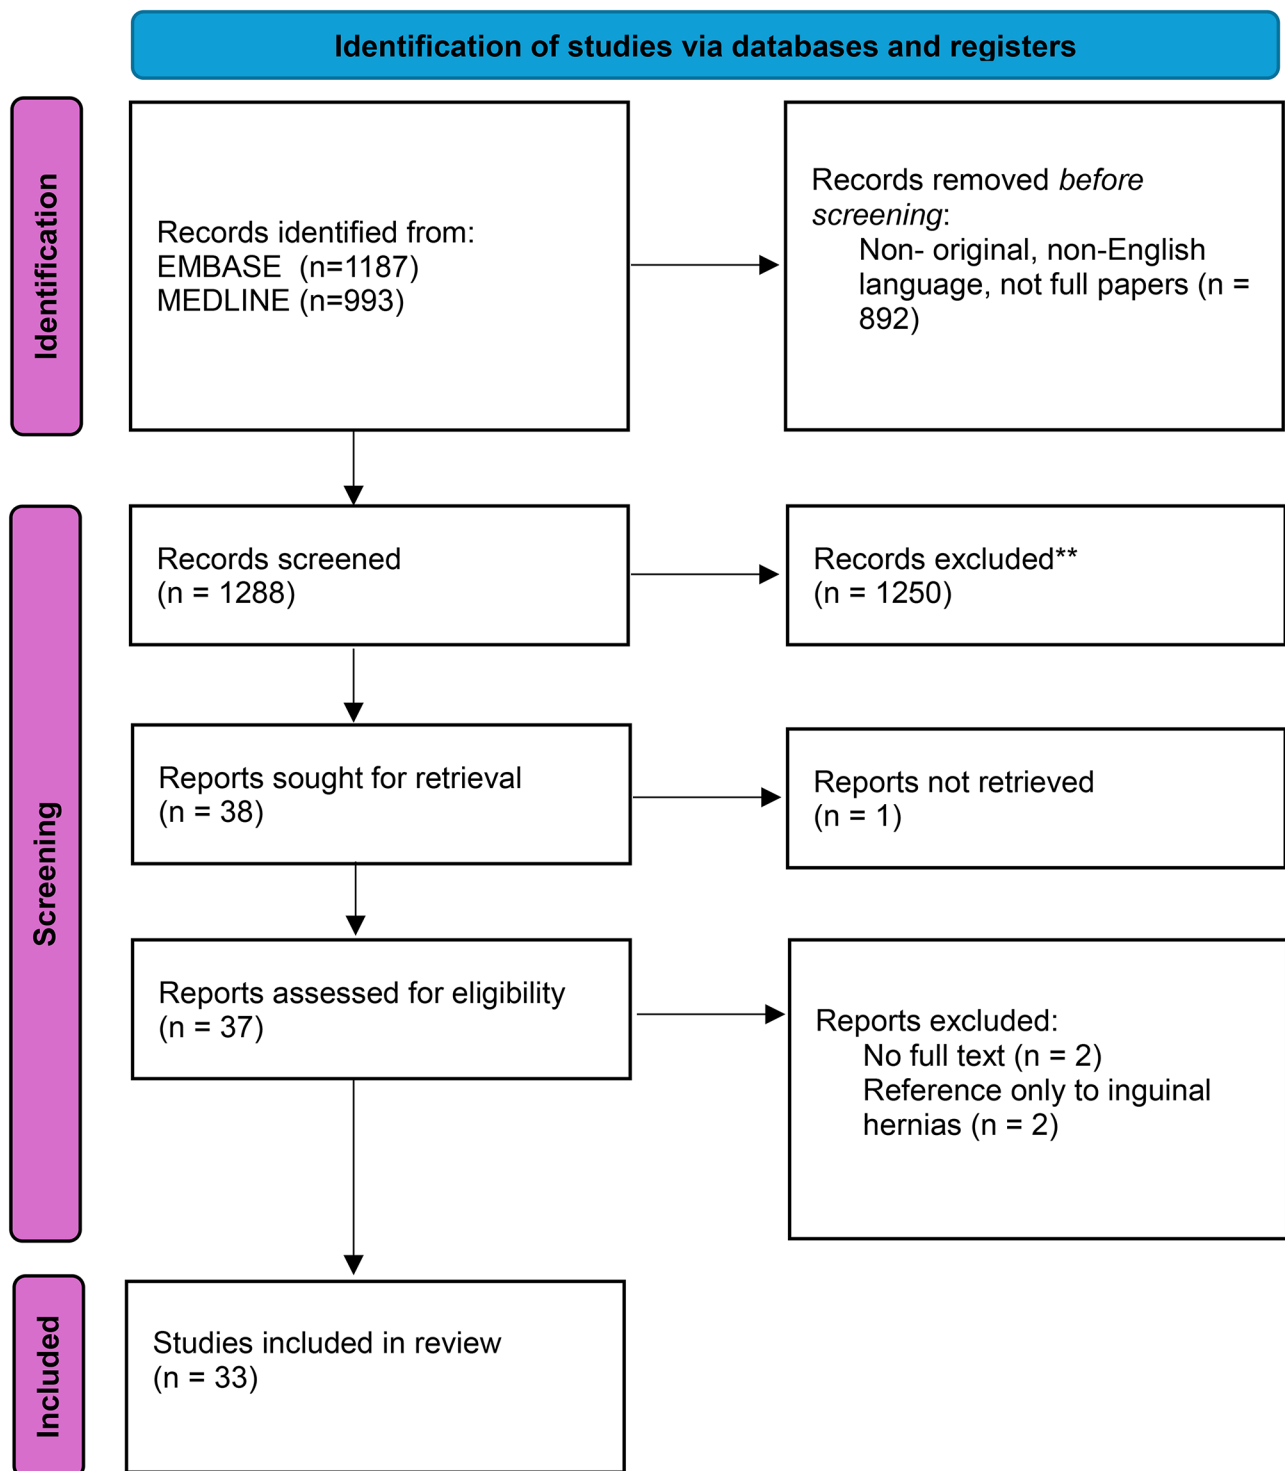 Identification of studies via databases and registers
Identification
Records identified from:
EMBASE  (n=1187)
MEDLINE (n=993)
Records removed before
screening:
Non- original, non-English
language, not full papers (n =
892)
Screening
Records screened
(n = 1288)
Records excluded**
(n = 1250)
Reports sought for retrieval
(n = 38)
Reports not retrieved
(n = 1)
Reports assessed for eligibility
(n = 37)
Reports excluded:
No full text (n = 2)
Reference only to inguinal
hernias (n = 2)
Included
Studies included in review
(n = 33)